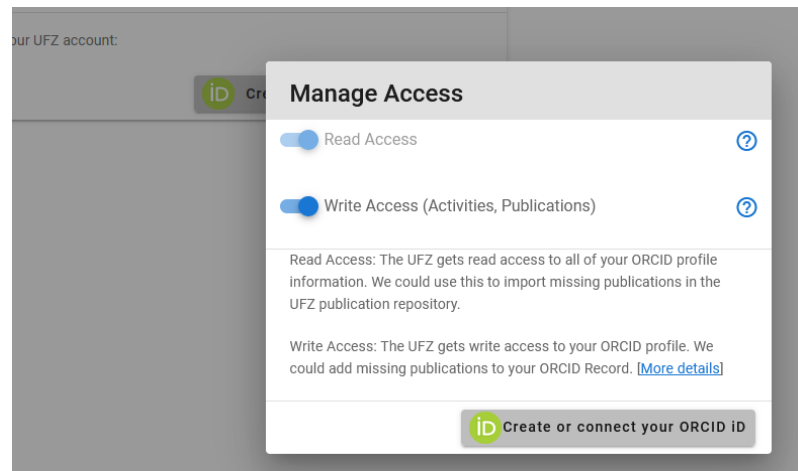 our UFZ account:
iD Cre
Manage Access
Read Access
?
Write Access (Activities, Publications)
?
Read Access: The UFZ gets read access to all of your ORCID profile
information. We could use this to import missing publications in the
UFZ publication repository.
Write Access: The UFZ gets write access to your ORCID profile. We
could add missing publications to your ORCID Record. [More details]
iD Create or connect your ORCID iD